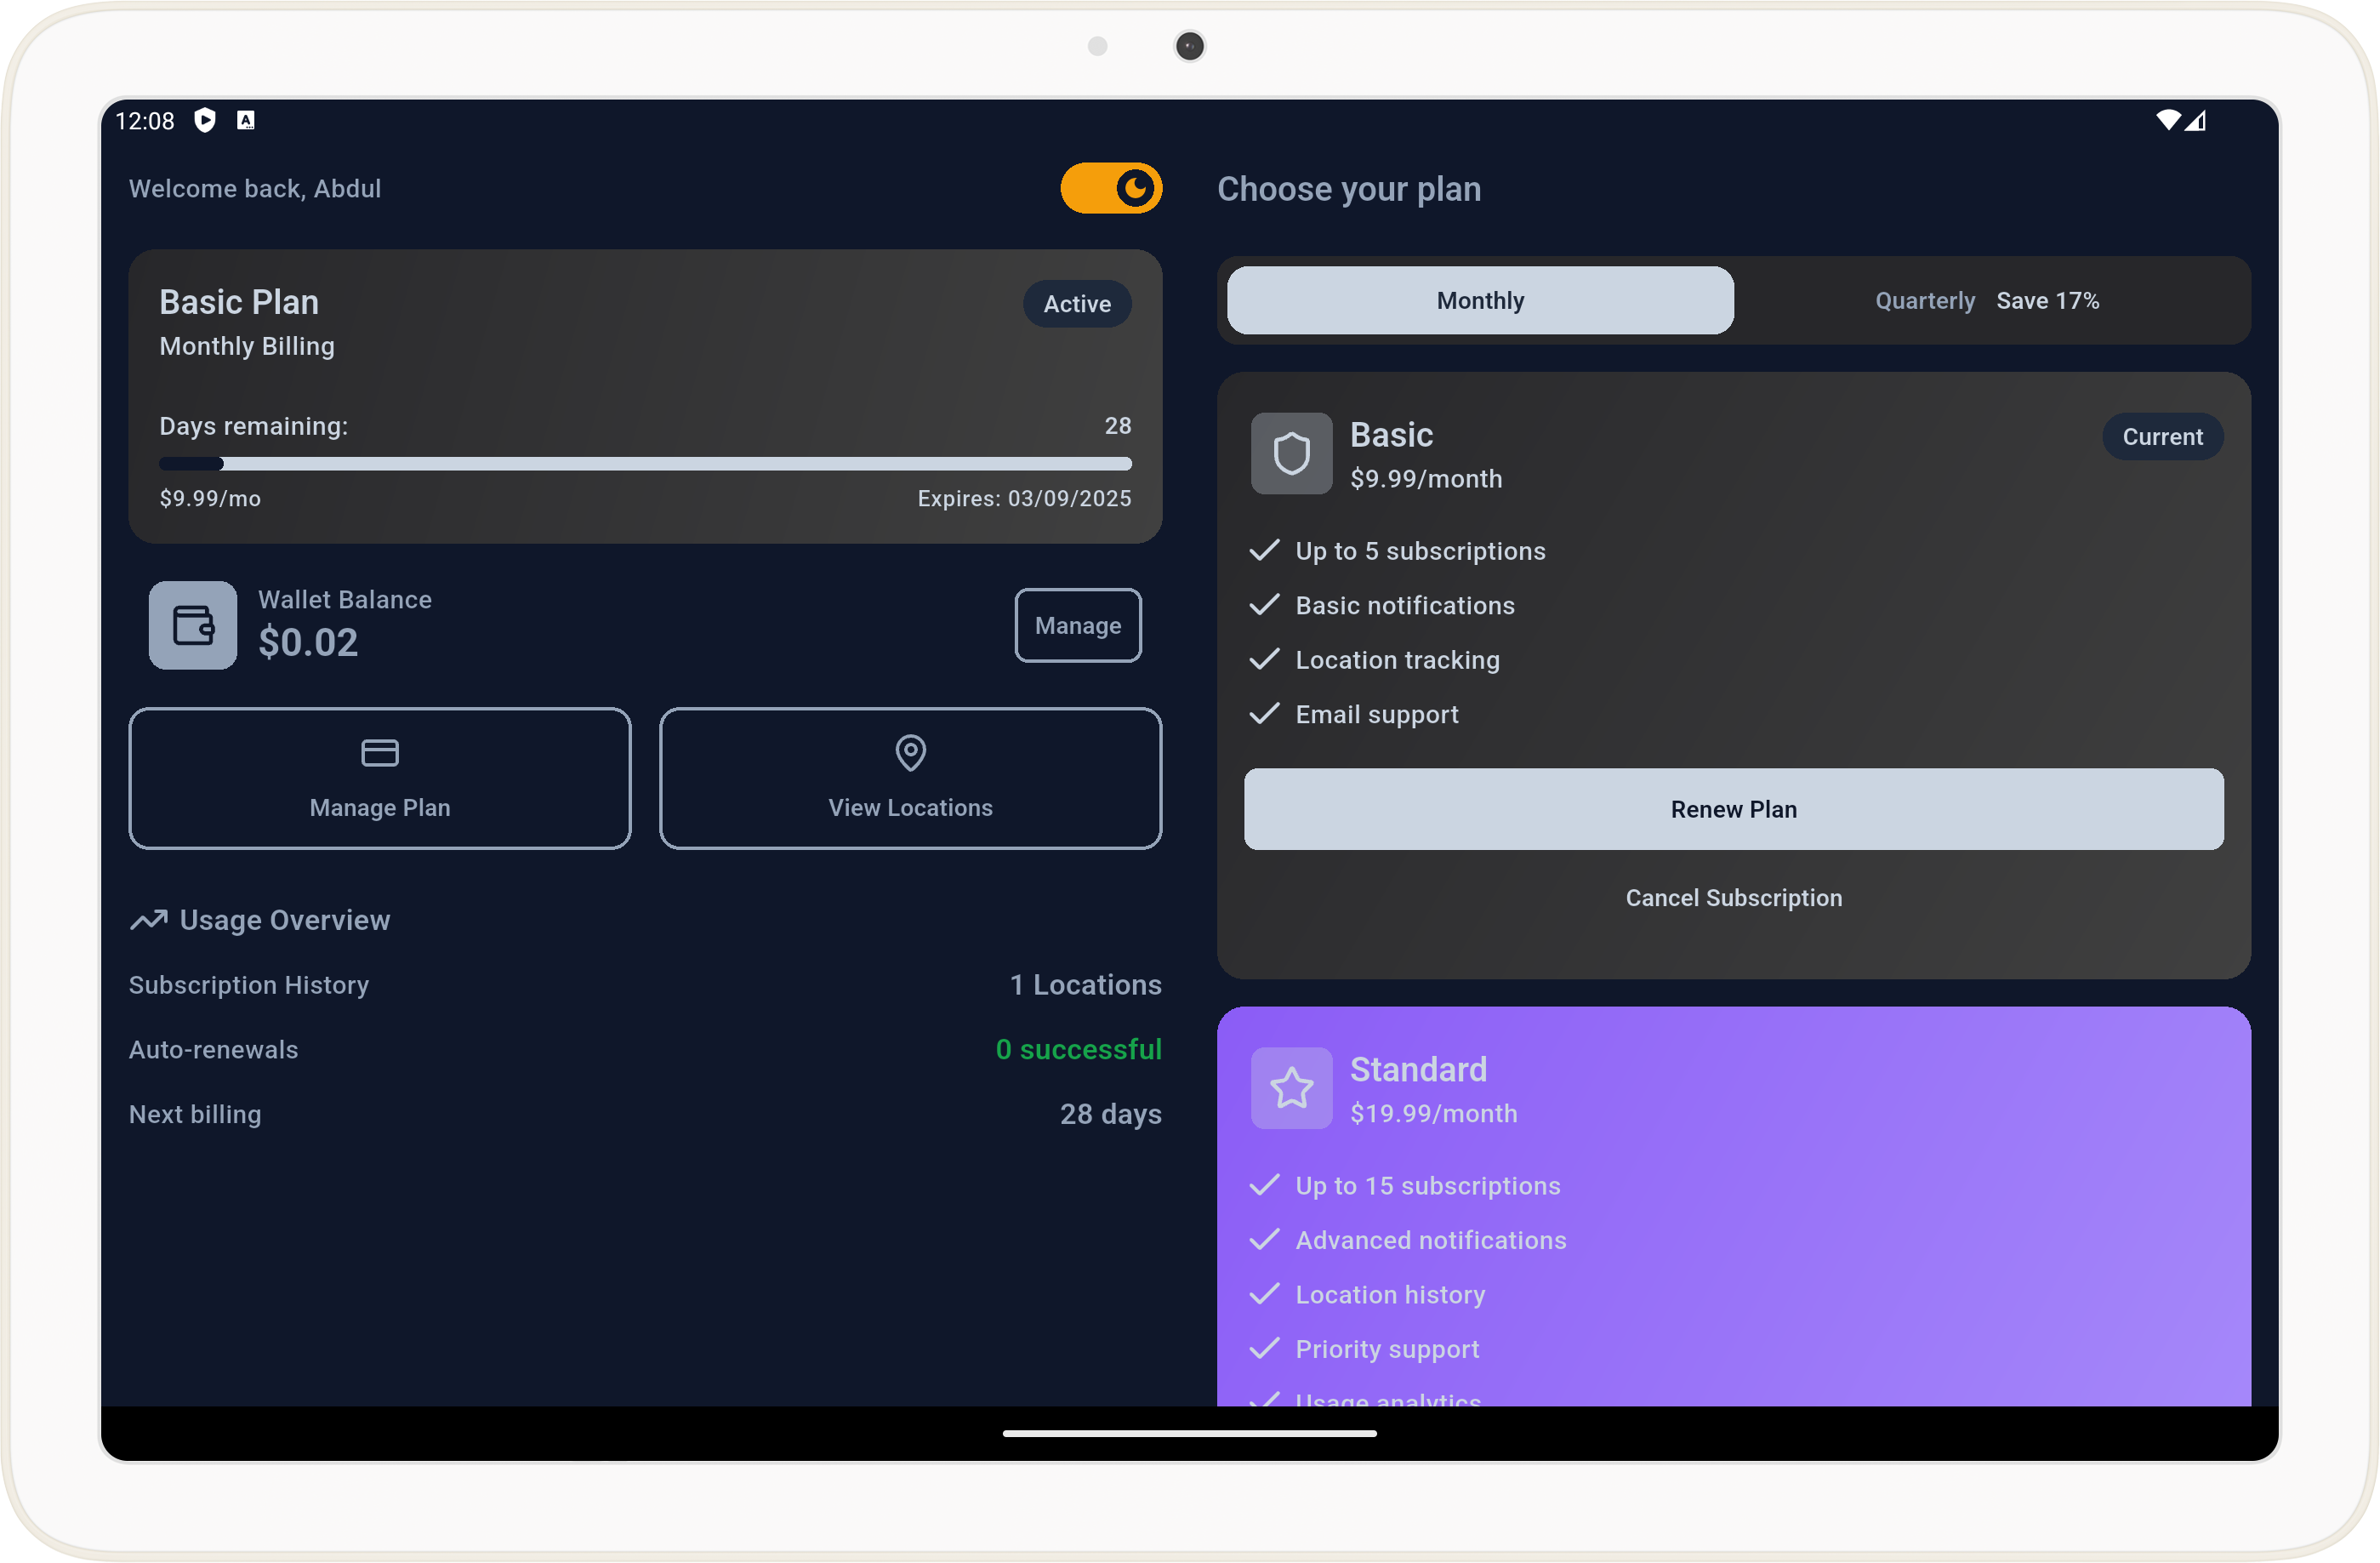 12:08
A
Welcome back, Abdul
Basic Plan
Active
Monthly Billing
Days remaining:
28
$9.99/mo
Expires: 03/09/2025
Wallet Balance
$0.02
Manage
Manage Plan
View Locations
Usage Overview
Subscription History
1 Locations
Auto-renewals
0 successful
Next billing
28 days
Choose your plan
Monthly
Quarterly Save 17%
Basic
Current
$9.99/month
Up to 5 subscriptions
Basic notifications
Location tracking
Email support
Renew Plan
Cancel Subscription
Standard
$19.99/month
Up to 15 subscriptions
Advanced notifications
Location history
Priority support
Usage analytics